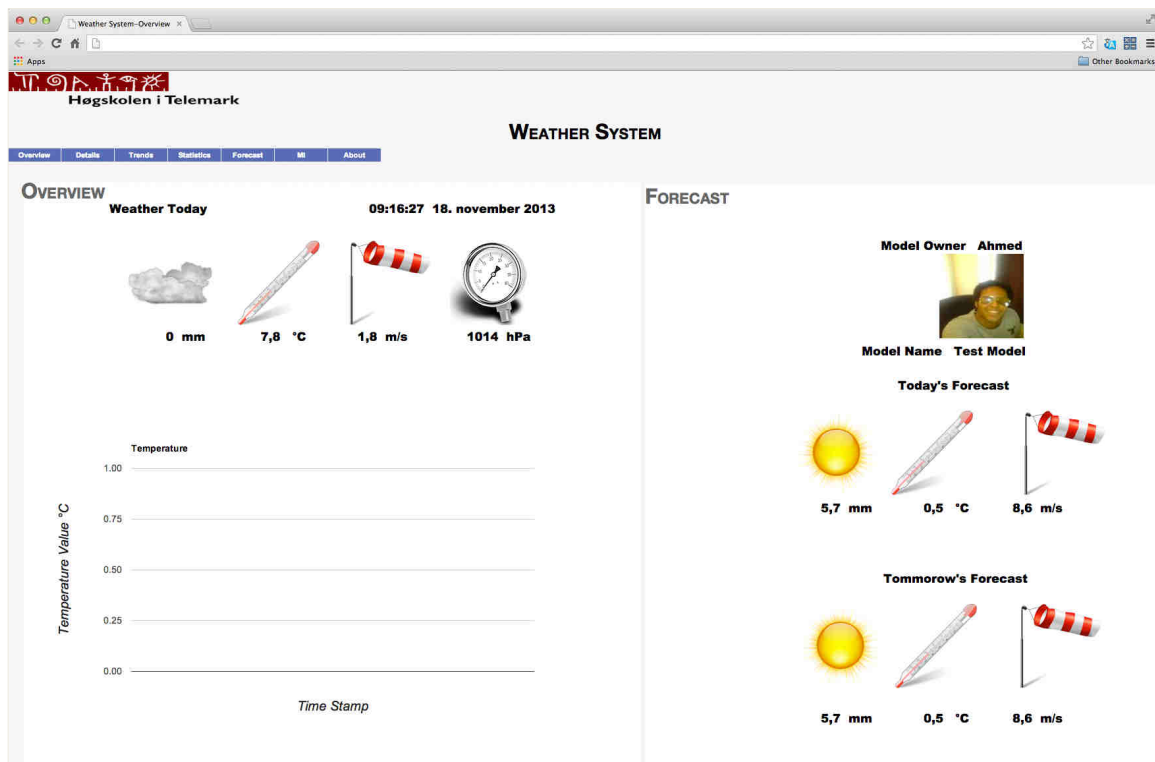 Weather System-Overview
Apps
Other Bookmarks
Høgskolen i Telemark
WEATHER SYSTEM
Overview Details Trends Statistics Forecast MI About
OVERVIEW
Weather Today 09:16:27 18. november 2013
0 mm 7,8 °C 1,8 m/s 1014 hPa
Temperature
1.00
0.75
0.50
0.25
0.00
Temperature Value °C
Time Stamp
FORECAST
Model Owner Ahmed
Model Name Test Model
Today's Forecast
5,7 mm 0,5 °C 8,6 m/s
Tommorow's Forecast
5,7 mm 0,5 °C 8,6 m/s